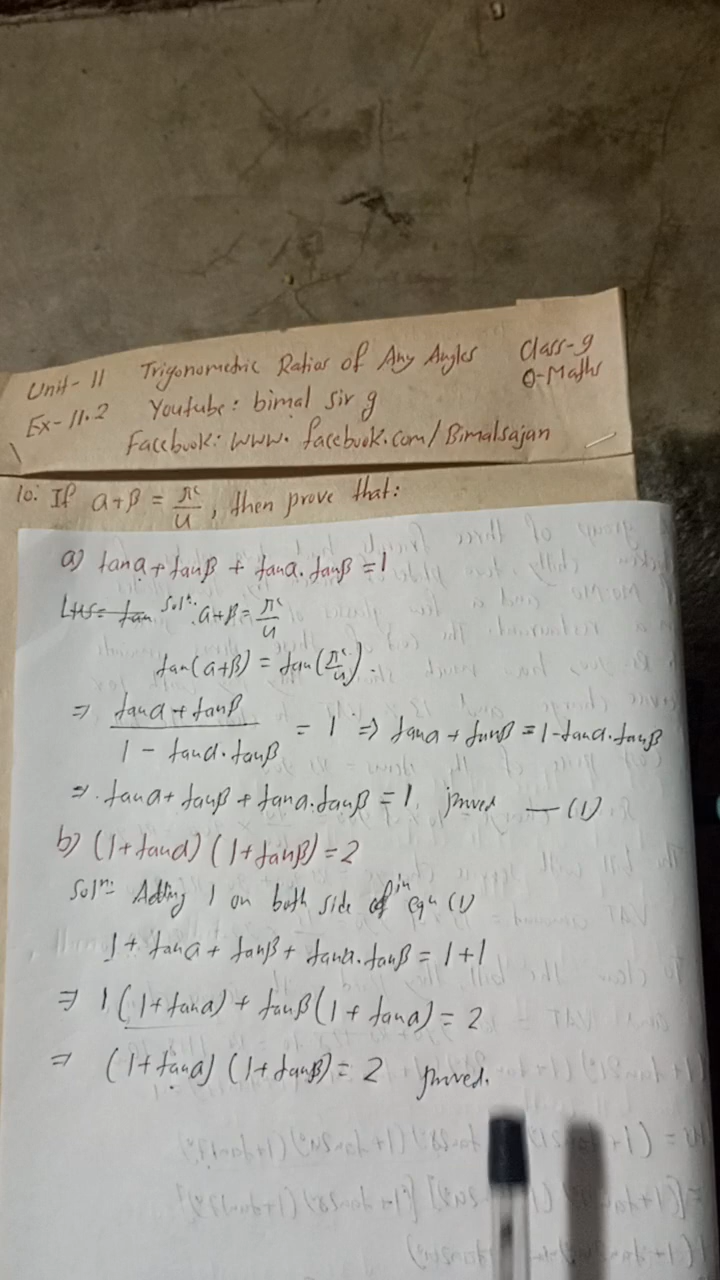 Unit-11 Trigonometric Ratios of Any Angles Class-9
Ex-11.2 Youtube: bimal sir g O-Maths
Facebook: www.facebook.com/Bimalsajan
10. If α+β = πᶜ/4, then prove that:
a) tanα + tanβ + tanα.tanβ = 1
Solⁿ: α+β = πᶜ/4
tan(α+β) = tan(πᶜ/4).
⇒ (tanα + tanβ)/(1 - tanα.tanβ) = 1 ⇒ tanα + tanβ = 1-tanα.tanβ
⇒ tanα + tanβ + tanα.tanβ = 1 proved — (1)
b) (1+tanα) (1+tanβ) = 2
Solⁿ: Adding 1 on both side in eqn (1)
1 + tanα + tanβ + tanα.tanβ = 1+1
⇒ 1(1+tanα) + tanβ(1+tanα) = 2
⇒ (1+tanα) (1+tanβ) = 2 proved.